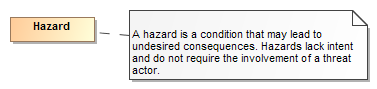 Hazard
A hazard is a condition that may lead to
undesired consequences. Hazards lack intent
and do not require the involvement of a threat
actor.